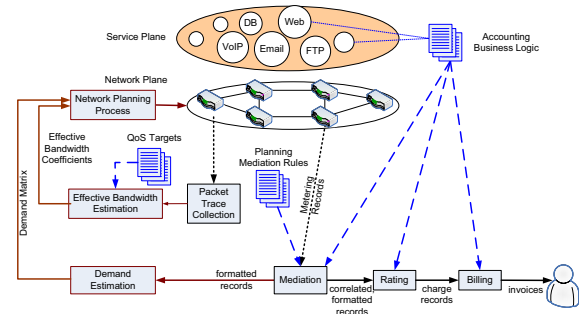 Service Plane
DB
Web
VoIP
Email
FTP
Accounting
Business Logic
Network Plane
Network Planning
Process
Effective
Bandwidth
Coefficients
QoS Targets
Planning
Mediation Rules
Metering
Records
Demand Matrix
Effective Bandwidth
Estimation
Packet
Trace
Collection
Demand
Estimation
formatted
records
Mediation
correlated,
formatted
records
Rating
charge
records
Billing
invoices